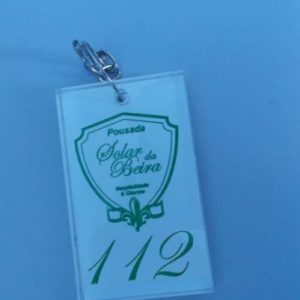 Pousada
Solar da
Beira
Hospitalidade
& Charme
112